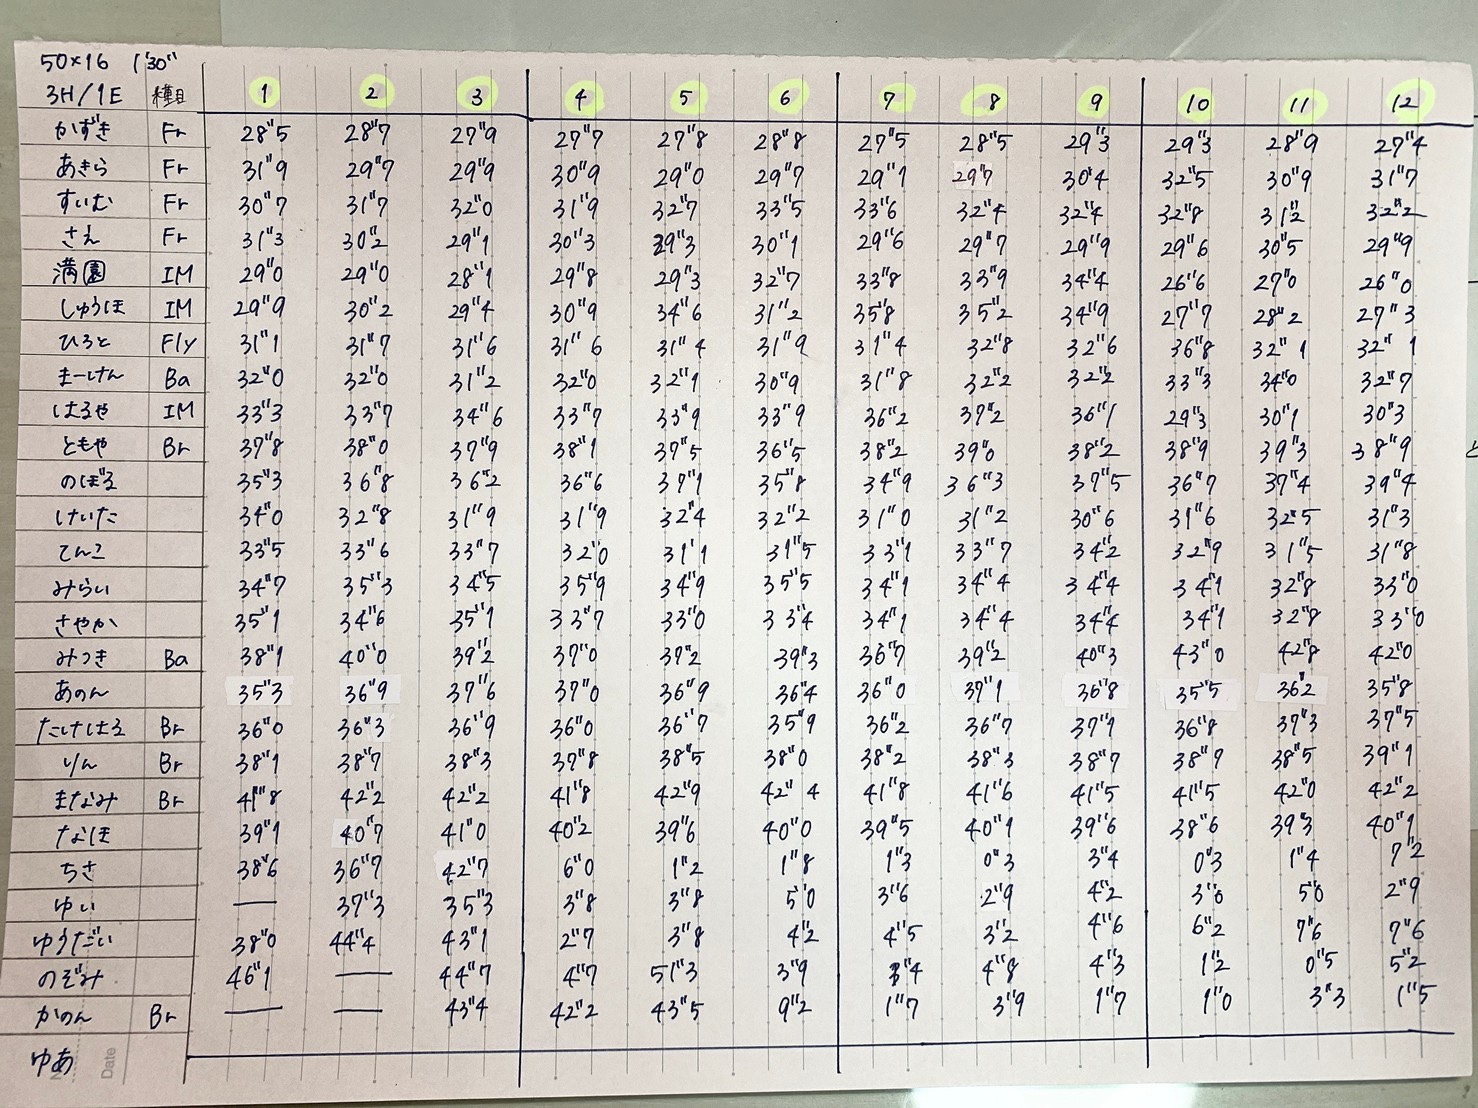 50×16 1'30"
3H/1E 種目 1 2 3 4 5 6 7 8 9 10 11 12
かずき Fr 28"5 28"7 27"9 27"7 27"8 28"8 27"5 28"5 29"3 29"3 28"9 27"4
あきら Fr 31"9 29"7 29"9 30"9 29"0 29"7 29"1 29"7 30"4 32"5 30"9 31"7
すいむ Fr 30"7 31"7 32"0 31"9 32"7 33"5 33"6 32"4 32"4 32"8 31"2 32"2
さえ Fr 31"3 30"2 29"1 30"3 29"3 30"1 29"6 29"7 29"9 29"6 30"5 29"9
溝園 IM 29"0 29"0 28"1 29"8 29"3 32"7 33"8 33"9 34"4 26"6 27"0 26"0
しゅうほ IM 29"9 30"2 29"4 30"9 34"6 31"2 35"8 35"2 34"9 27"7 28"2 27"3
ひろと Fly 31"1 31"7 31"6 31"6 31"4 31"9 31"4 32"8 32"6 36"8 32"1 32"1
まーけん Ba 32"0 32"0 31"2 32"0 32"1 30"9 31"8 32"2 32"2 33"3 34"0 32"7
はるや IM 33"3 33"7 34"6 33"7 33"9 33"9 36"2 37"2 36"1 29"3 30"1 30"3
ともや Br 37"8 38"0 37"9 38"1 37"5 36"5 38"2 39"0 38"2 38"9 39"3 38"9
のぼる 35"3 36"8 36"2 36"6 37"1 35"8 34"9 36"3 37"5 36"7 37"4 39"4
けいた 34"0 32"8 31"9 31"9 32"4 32"2 31"0 31"2 30"6 31"6 32"5 31"3
てんこ 33"5 33"6 33"7 32"0 31"1 31"5 33"1 33"7 34"2 32"9 31"5 31"8
みらい 34"7 35"3 34"5 35"9 34"9 35"5 34"1 34"4 34"4 34"1 32"8 33"0
さやか 35"1 34"6 35"1 33"7 33"0 33"4 34"1 34"4 34"4 34"1 32"8 33"0
みつき Ba 38"1 40"0 39"2 37"0 37"2 39"3 36"7 39"2 40"3 43"0 42"8 42"0
あのん 35"3 36"9 37"6 37"0 36"9 36"4 36"0 37"1 36"8 35"5 36"2 35"8
たけはる Br 36"0 36"3 36"9 36"0 36"7 35"9 36"2 36"7 37"1 36"8 37"3 37"5
りん Br 38"1 38"7 38"3 37"8 38"5 38"0 38"2 38"3 38"7 38"7 38"5 39"1
まなみ Br 41"8 42"2 42"2 41"8 42"9 42"4 41"8 41"6 41"5 41"5 42"0 42"2
なほ 39"1 40"7 41"0 40"2 39"6 40"0 39"5 40"1 39"6 38"6 39"3 40"1
ちさ 38"6 36"7 42"7 6"0 1"2 1"8 1"3 0"3 3"4 0"3 1"4 7"2
ゆい — 37"3 35"3 3"8 3"8 5"0 3"6 2"9 4"2 3"0 5"0 2"9
ゆうだい 38"0 44"4 43"1 2"7 3"8 4"2 4"5 3"2 4"6 6"2 7"6 7"6
のぞみ 46"1 — 44"7 4"7 51"3 3"9 4"8 4"3 1"2 0"5 5"2
かのん Br — — 43"4 42"2 43"5 9"2 1"7 3"9 1"7 1"0 3"3 1"5
ゆあ
Date